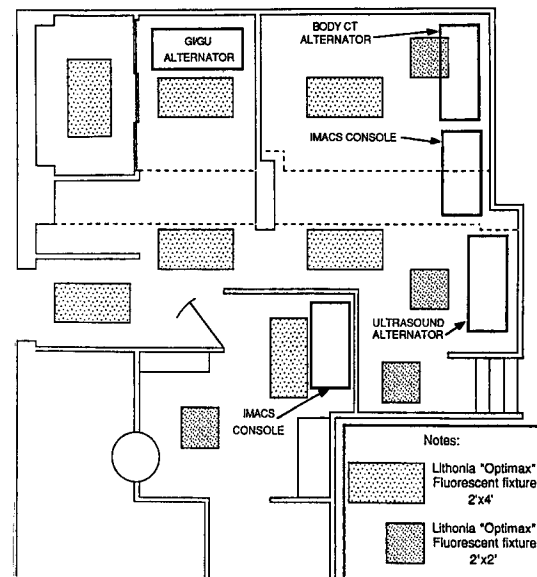 BODY CT
ALTERNATOR
GI/GU
ALTERNATOR
IMACS CONSOLE
ULTRASOUND
ALTERNATOR
IMACS
CONSOLE
Notes:
Lithonia "Optimax"
Fluorescent fixture
2'x4'
Lithonia "Optimax"
Fluorescent fixture
2'x2'